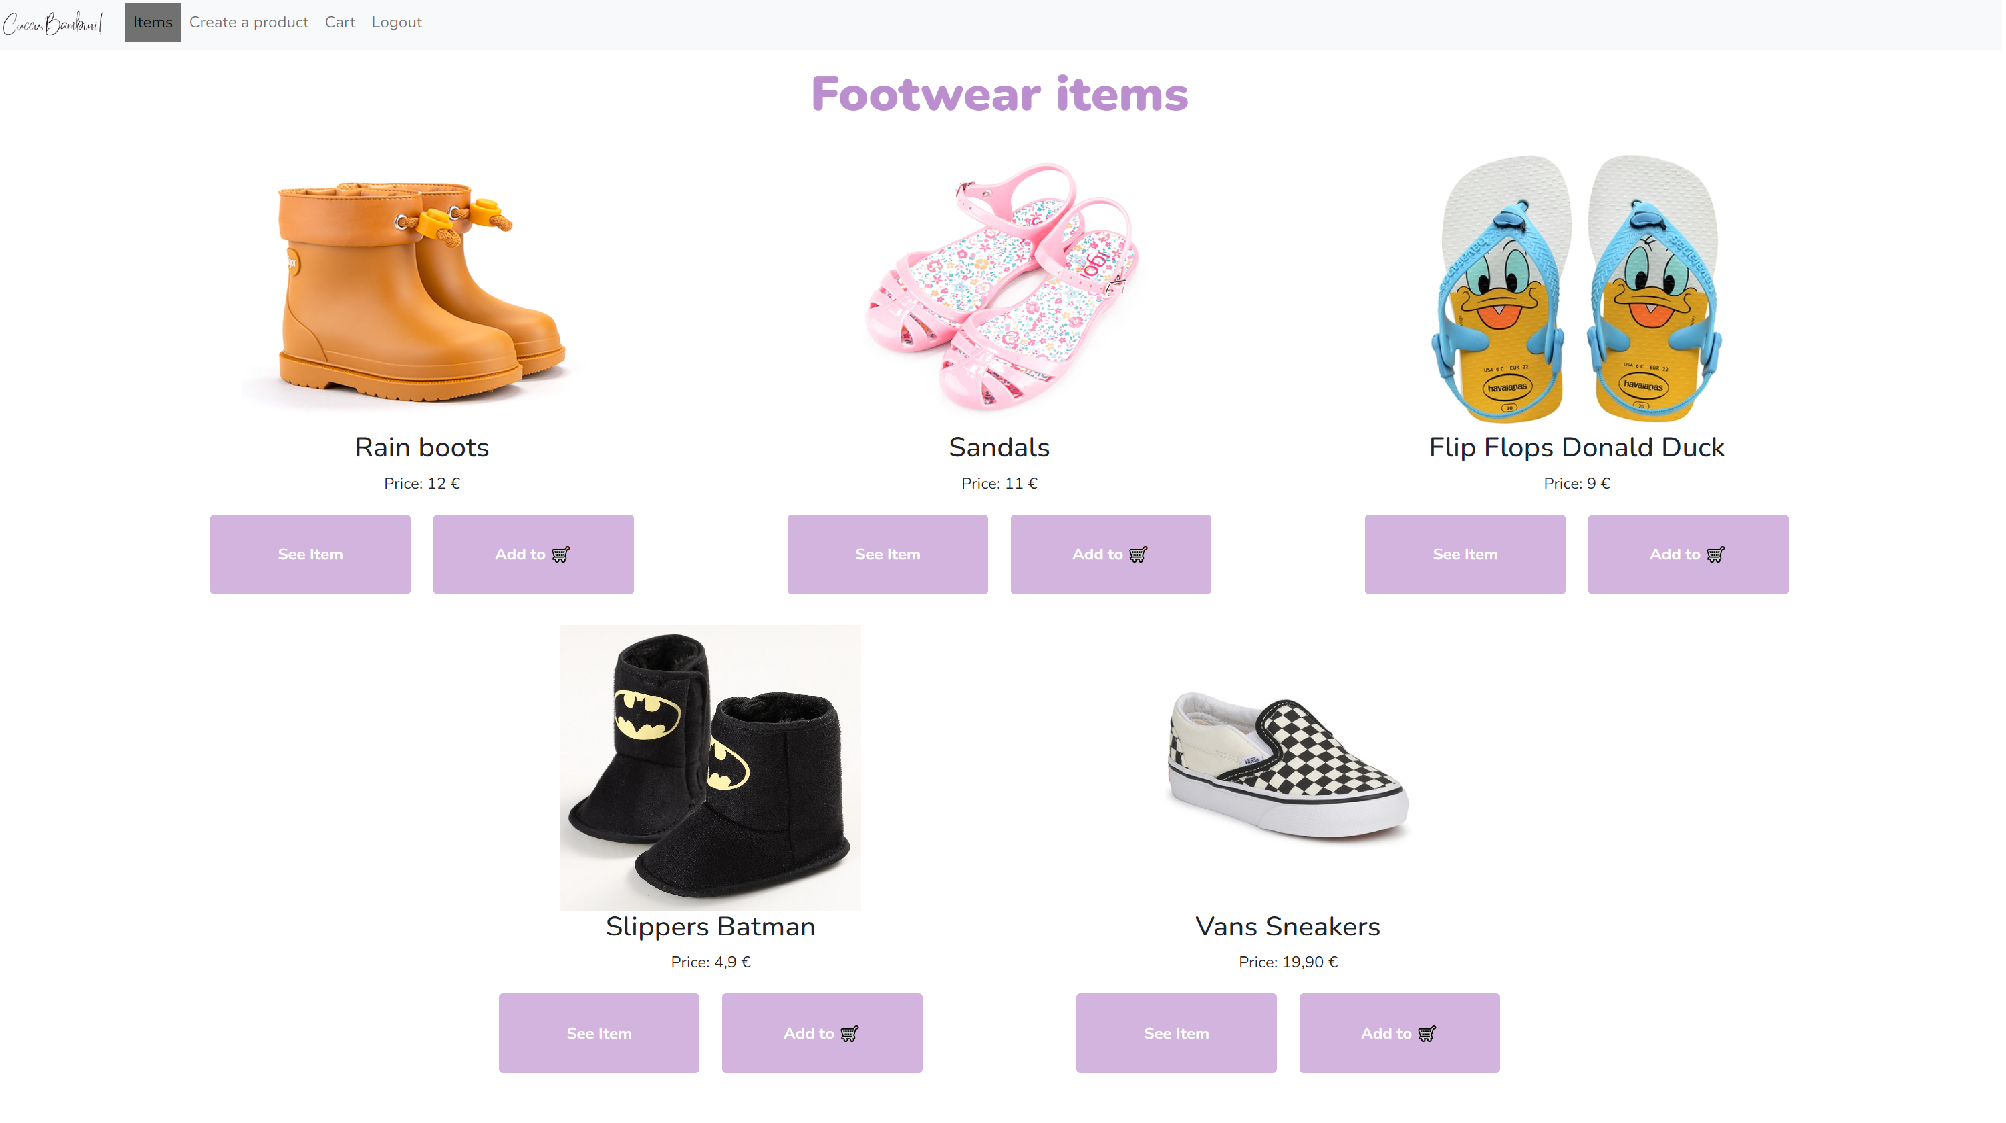 Items Create a product Cart Logout
Footwear items
havaianas havaianas
Rain boots
Price: 12 €
See Item Add to
Sandals
Price: 11 €
See Item Add to
Flip Flops Donald Duck
Price: 9 €
See Item Add to
Slippers Batman
Price: 4,9 €
See Item Add to
Vans Sneakers
Price: 19,90 €
See Item Add to